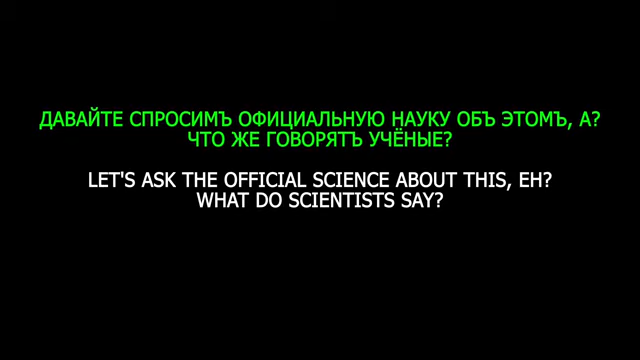 ДАВАЙТЕ СПРОСИМЪ ОФИЦИАЛЬНУЮ НАУКУ ОБЪ ЭТОМЪ, А?
ЧТО ЖЕ ГОВОРЯТЪ УЧЁНЫЕ?
LET'S ASK THE OFFICIAL SCIENCE ABOUT THIS, EH?
WHAT DO SCIENTISTS SAY?